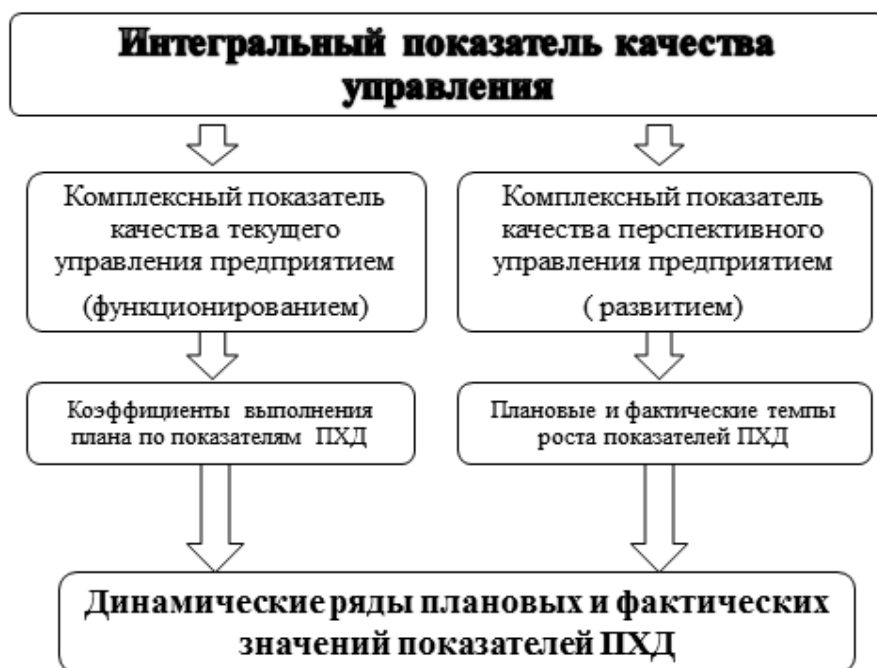 Интегральный показатель качества
управления
Комплексный показатель
качества текущего
управления предприятием
(функционированием)
Комплексный показатель
качества перспективного
управления предприятием
( развитием)
Коэффициенты выполнения
плана по показателям ПХД
Плановые и фактические темпы
роста показателей ПХД
Динамические ряды плановых и фактических
значений показателей ПХД